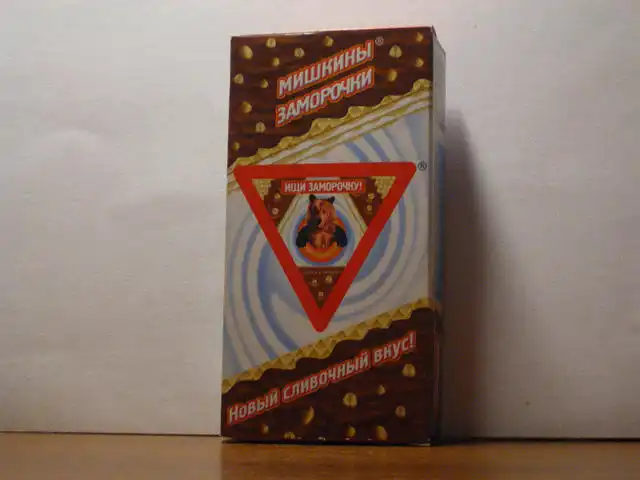 МИШКИНЫ®
ЗАМОРОЧКИ
®
ИЩИ ЗАМОРОЧКУ!
Новый сливочный вкус!